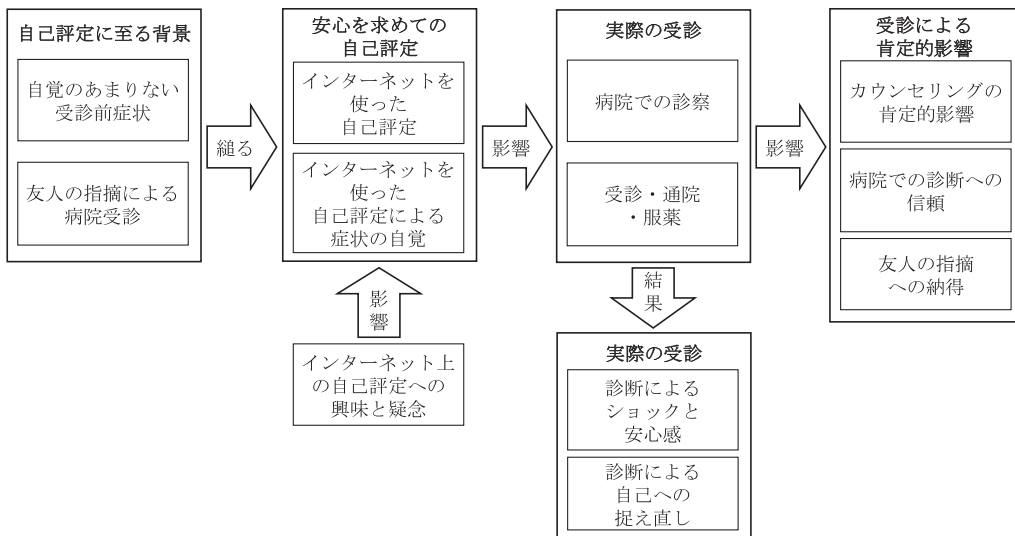 自己評定に至る背景
自覚のあまりない
受診前症状
友人の指摘による
病院受診
縋る
安心を求めての
自己評定
インターネットを
使った
自己評定
インターネットを
使った
自己評定による
症状の自覚
影響
インターネット上
の自己評定への
興味と疑念
影響
実際の受診
病院での診察
受診・通院
・服薬
結果
実際の受診
診断による
ショックと
安心感
診断による
自己への
捉え直し
影響
受診による
肯定的影響
カウンセリングの
肯定的影響
病院での診断への
信頼
友人の指摘
への納得